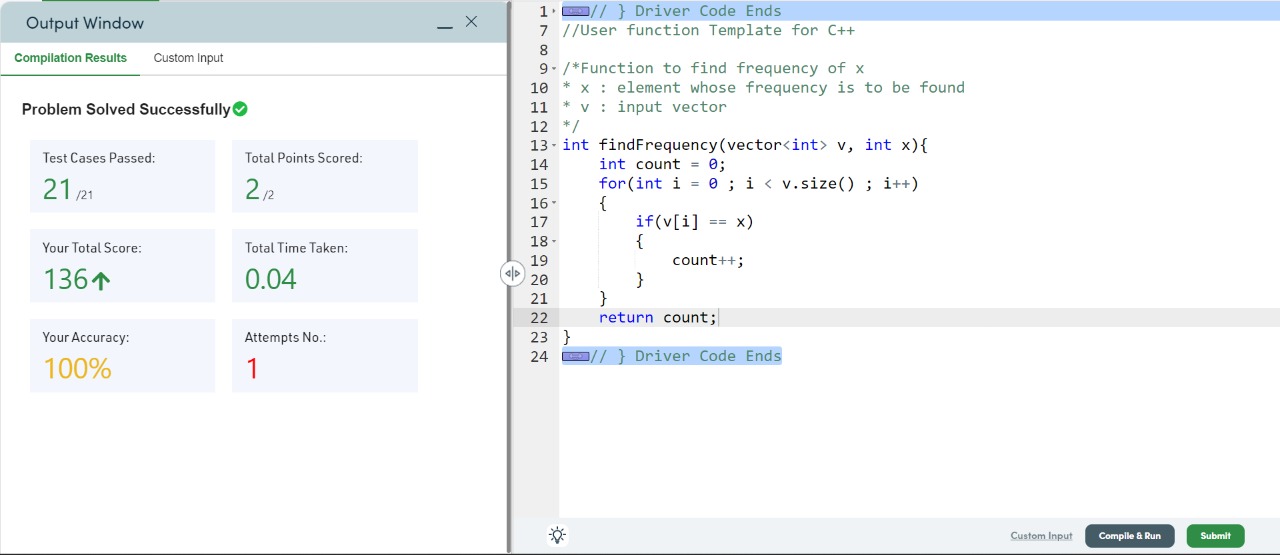 Output Window
Compilation Results
Custom Input
Problem Solved Successfully
Test Cases Passed:
21 /21
Total Points Scored:
2 /2
Your Total Score:
136
Total Time Taken:
0.04
Your Accuracy:
100%
Attempts No.:
1
1 // } Driver Code Ends
7 //User function Template for C++
8
9 /*Function to find frequency of x
10 * x : element whose frequency is to be found
11 * v : input vector
12 */
13 int findFrequency(vector<int> v, int x){
14     int count = 0;
15     for(int i = 0 ; i < v.size() ; i++)
16     {
17         if(v[i] == x)
18         {
19             count++;
20         }
21     }
22     return count;
23 }
24 // } Driver Code Ends
Custom Input
Compile & Run
Submit